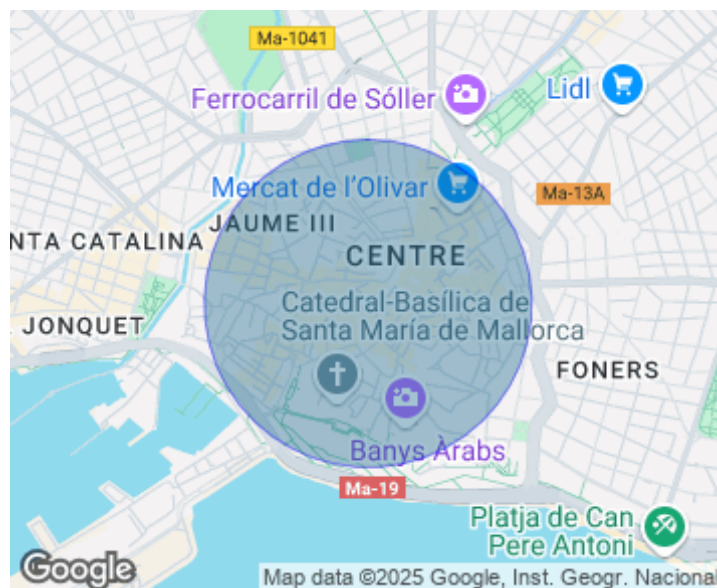 Ma-1041
Ferrocarril de Sóller
Lidl
Mercat de l'Olivar
Ma-13A
JAUME III
NTA CATALINA
CENTRE
Catedral-Basílica de
Santa María de Mallorca
JONQUET
FONERS
Banys Àrabs
Ma-19
Platja de Can
Pere Antoni
Google
Map data ©2025 Google, Inst. Geogr. Nacional